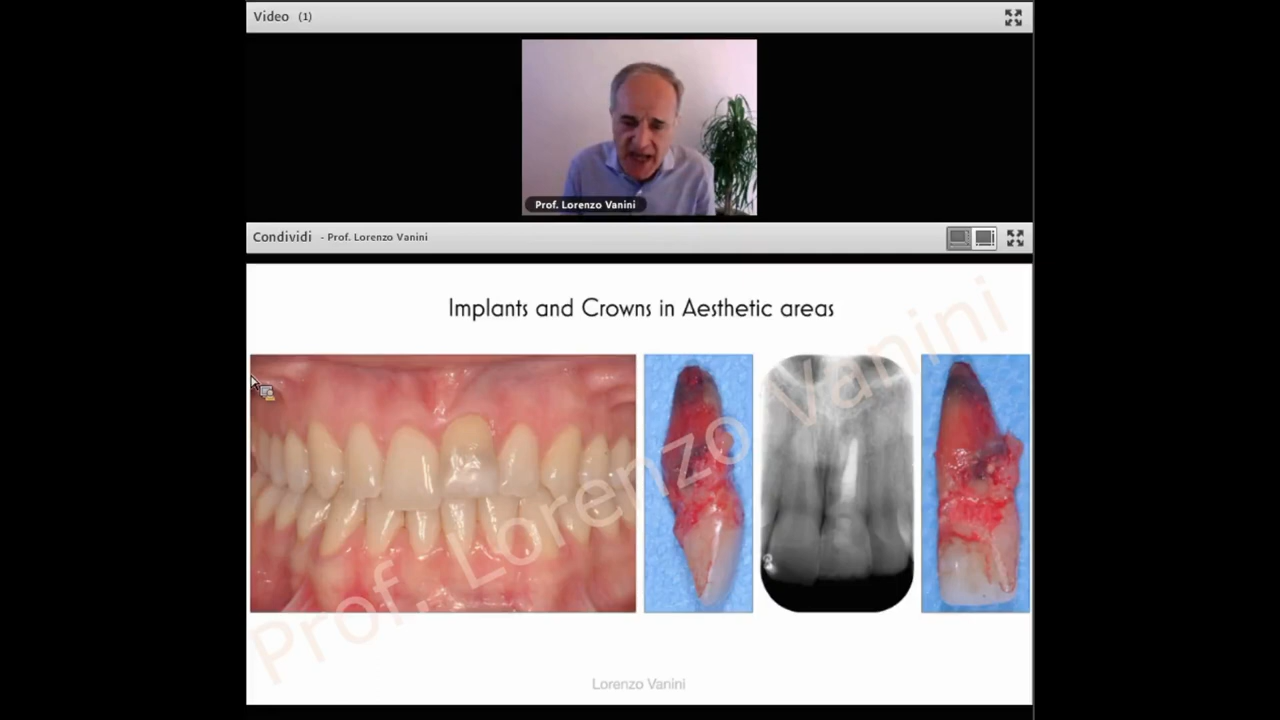 Video (1)
Prof. Lorenzo Vanini
Condividi - Prof. Lorenzo Vanini
Implants and Crowns in Aesthetic areas
Prof. Lorenzo Vanini
Lorenzo Vanini